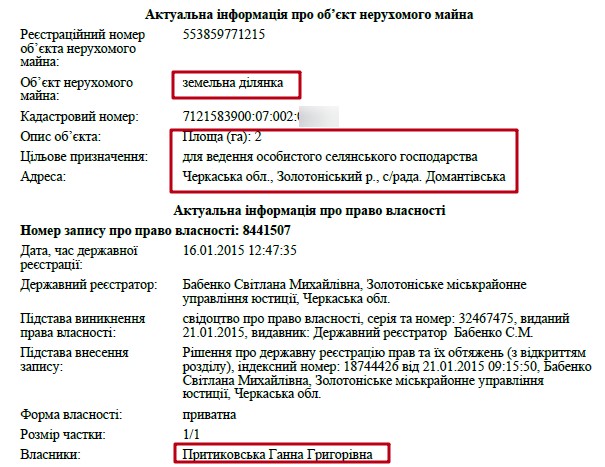 Актуальна інформація про об’єкт нерухомого майна
Реєстраційний номер 553859771215
об’єкта нерухомого
майна:
Об’єкт нерухомого земельна ділянка
майна:
Кадастровий номер: 7121583900:07:002:
Опис об’єкта: Площа (га): 2
Цільове призначення: для ведення особистого селянського господарства
Адреса: Черкаська обл., Золотоніський р., с/рада. Домантівська
Актуальна інформація про право власності
Номер запису про право власності: 8441507
Дата, час державної 16.01.2015 12:47:35
реєстрації:
Державний реєстратор: Бабенко Світлана Михайлівна, Золотоніське міськрайонне
управління юстиції, Черкаська обл.
Підстава виникнення свідоцтво про право власності, серія та номер: 32467475, виданий
права власності: 21.01.2015, видавник: Державний реєстратор Бабенко С.М.
Підстава внесення Рішення про державну реєстрацію прав та їх обтяжень (з відкриттям
запису: розділу), індексний номер: 18744426 від 21.01.2015 09:15:50, Бабенко
Світлана Михайлівна, Золотоніське міськрайонне управління
юстиції, Черкаська обл.
Форма власності: приватна
Розмір частки: 1/1
Власники: Притиковська Ганна Григорівна